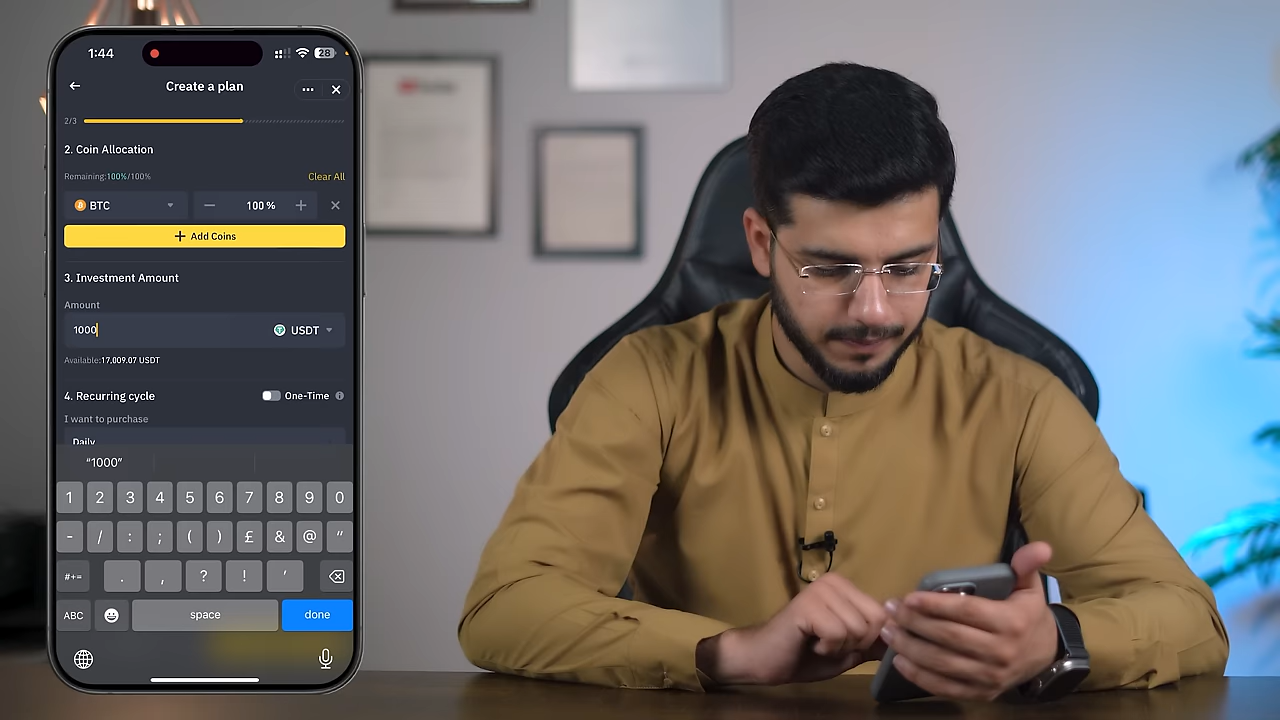 1:44
28
Create a plan
2/3
2. Coin Allocation
Remaining:100%/100%
Clear All
BTC
100 %
+ Add Coins
3. Investment Amount
Amount
1000
USDT
Available:17,009.07 USDT
4. Recurring cycle
One-Time
I want to purchase
Daily
“1000”
1 2 3 4 5 6 7 8 9 0
- / : ; ( ) £ & @ "
#+= . , ? ! '
ABC
space
done